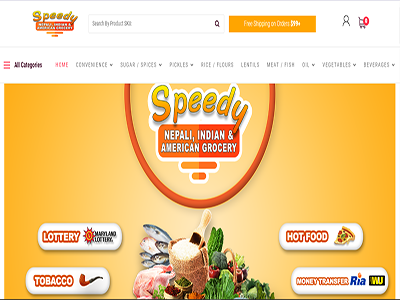 Speedy
NEPALI, INDIAN &
AMERICAN GROCERY
Search By Product SKU
Free Shipping on Orders $99+
0
All Categories
HOME
CONVENIENCE
SUGAR / SPICES
PICKLES
RICE / FLOURS
LENTILS
MEAT / FISH
OIL
VEGETABLES
BEVERAGES
Speedy
NEPALI, INDIAN &
AMERICAN GROCERY
LOTTERY
MARYLAND
LOTTERY
HOT FOOD
TOBACCO
MONEY TRANSFER
Ria
WU